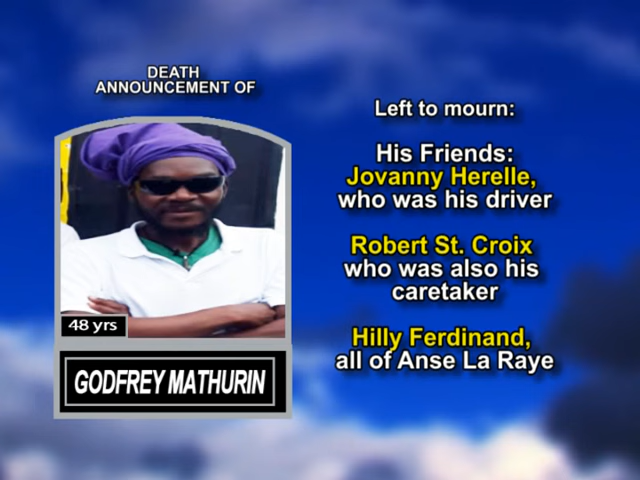 DEATH
ANNOUNCEMENT OF
48 yrs
GODFREY MATHURIN
Left to mourn:
His Friends:
Jovanny Herelle,
who was his driver
Robert St. Croix
who was also his
caretaker
Hilly Ferdinand,
all of Anse La Raye